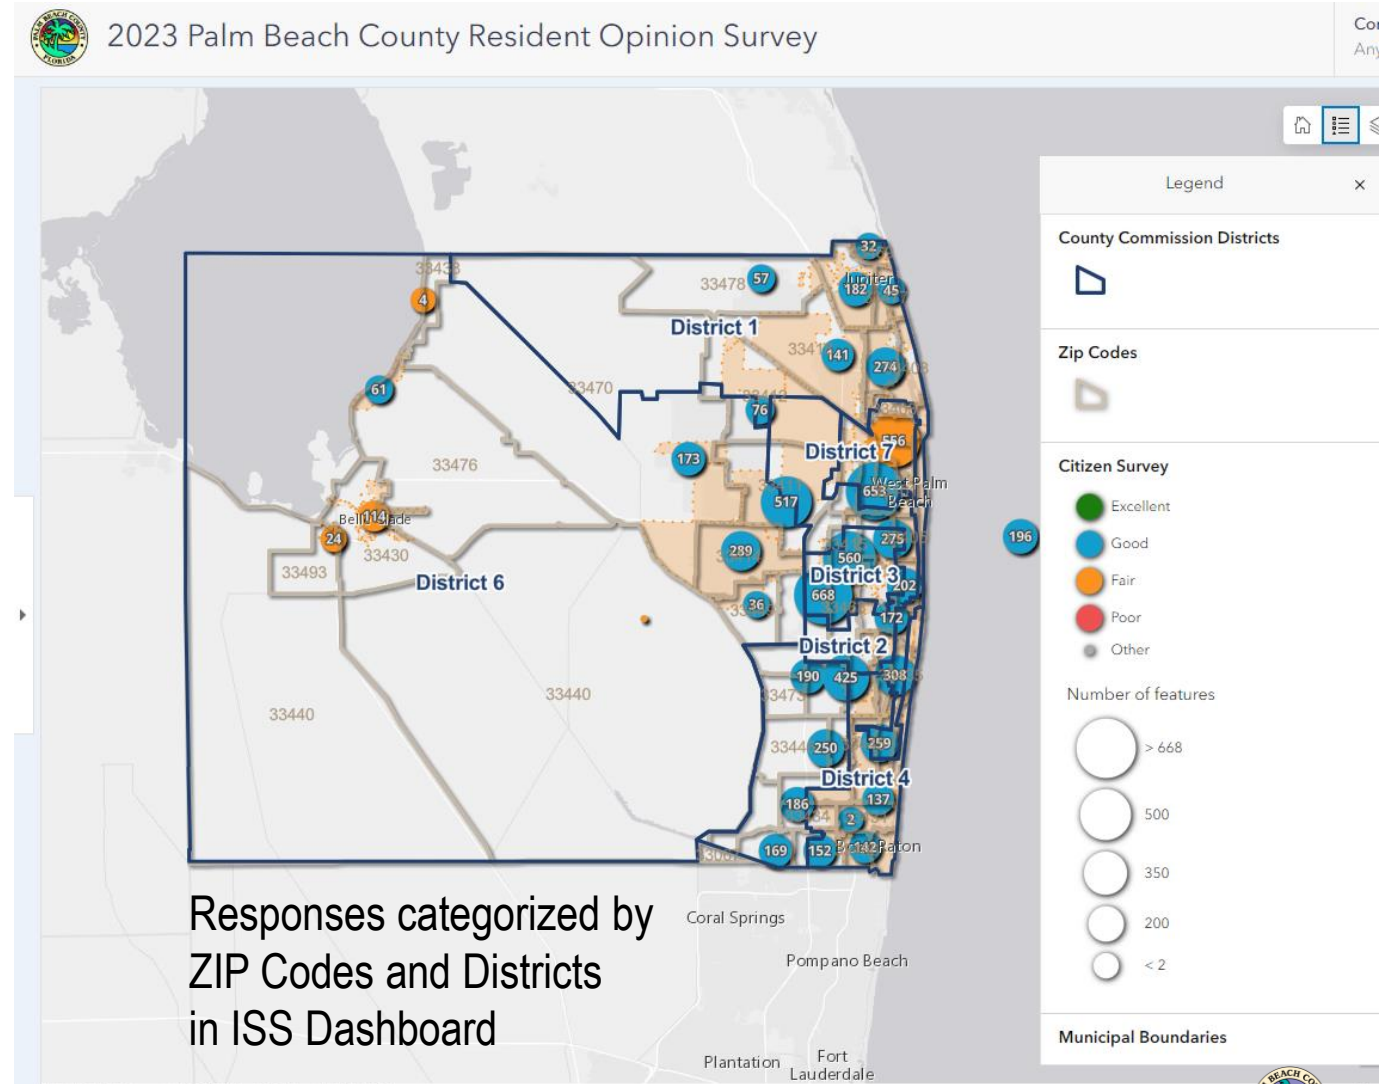 2023 Palm Beach County Resident Opinion Survey
Legend
County Commission Districts
Zip Codes
Citizen Survey
Excellent
Good
Fair
Poor
Other
Number of features
> 668
500
350
200
< 2
Municipal Boundaries
32
33438
33478 57
Jupiter
182 45
4
District 1
141
274
61
33470
76
District 7
173
33476
West Palm
517 653
Beach
114
24
275
196
33430
289
560
33493
District 6
District 3
202
668
36
172
District 2
190 425 308
33473
33440
33440
250 259
District 4
186 137
2
169 152 142
Responses categorized by
ZIP Codes and Districts
in ISS Dashboard
Coral Springs
Pompano Beach
Plantation
Fort
Lauderdale